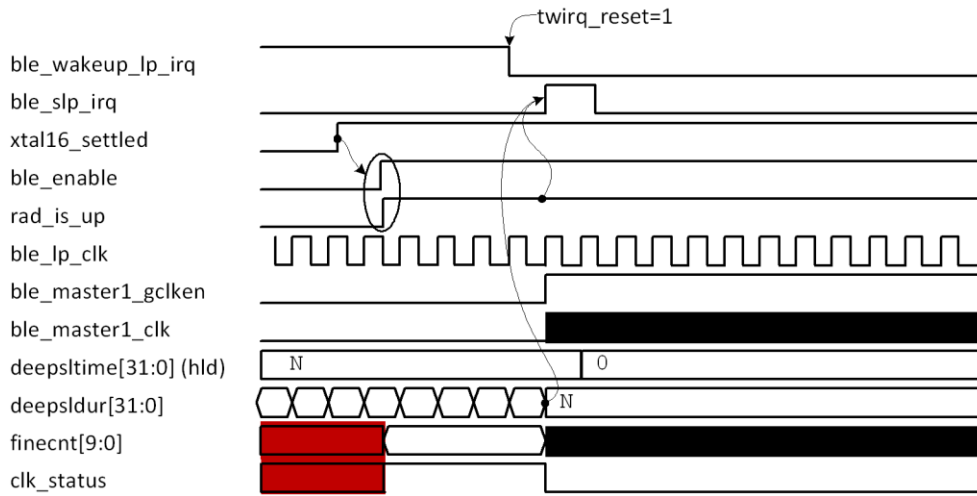 twirq_reset=1
ble_wakeup_lp_irq
ble_slp_irq
xtal16_settled
ble_enable
rad_is_up
ble_lp_clk
ble_master1_gclken
ble_master1_clk
deepsltime[31:0] (hld) N 0
deepsldur[31:0] N
finecnt[9:0]
clk_status